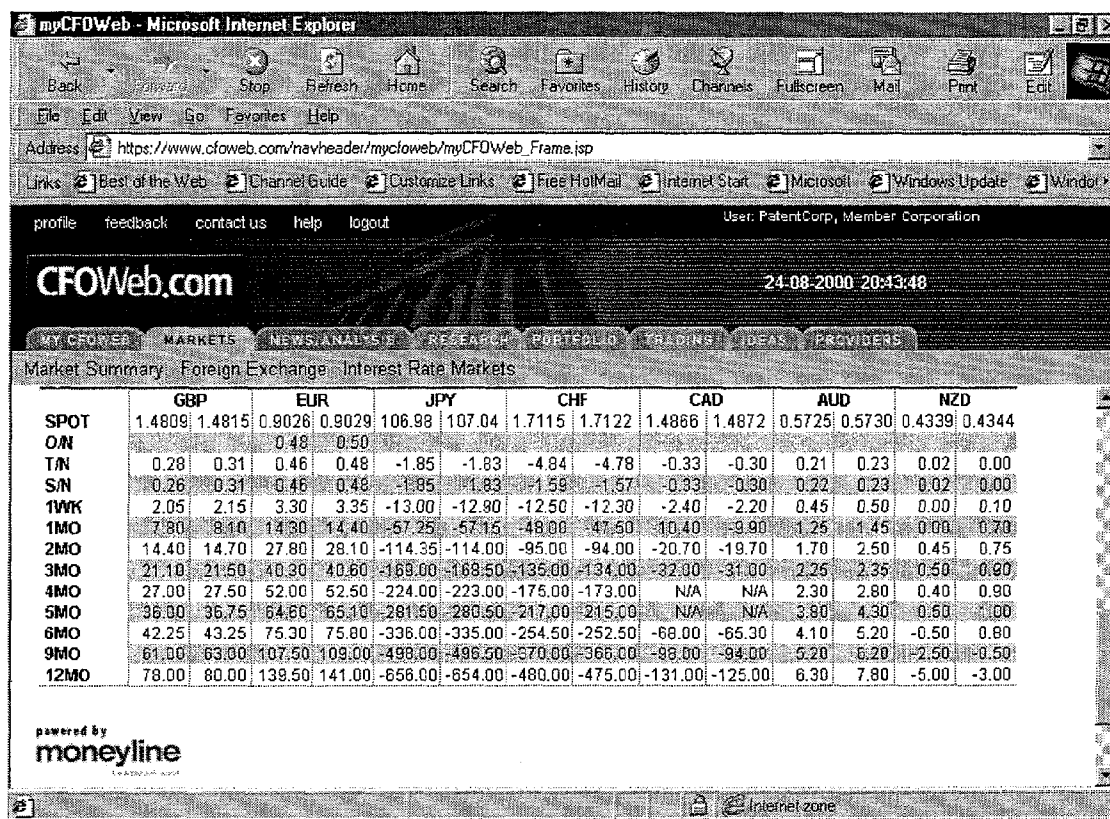 myCFOWeb - Microsoft Internet Explorer
Back Forward Stop Refresh Home Search Favorites History Channels Fullscreen Mail Print Edit
File Edit View Go Favorites Help
Address https://www.cfoweb.com/navheader/mycfoweb/myCFOWeb_Frame.jsp
Links Best of the Web Channel Guide Customize Links Free HotMail Internet Start Microsoft Windows Update
profile feedback contact us help logout User: PatentCorp, Member Corporation
CFOWeb.com 24-08-2000 20:43:48
MY CFOWEB MARKETS NEWS/ANALYSIS RESEARCH PORTFOLIO TRADING IDEAS PROVIDERS
Market Summary Foreign Exchange Interest Rate Markets
GBP EUR JPY CHF CAD AUD NZD
SPOT 1.4809 1.4815 0.9026 0.9029 106.98 107.04 1.7115 1.7122 1.4866 1.4872 0.5725 0.5730 0.4339 0.4344
O/N 0.48 0.50
T/N 0.28 0.31 0.46 0.48 -1.85 -1.83 -4.84 -4.78 -0.33 -0.30 0.21 0.23 0.02 0.00
S/N 0.26 0.31 0.46 0.48 -1.85 -1.83 -1.59 -1.57 -0.33 -0.30 0.22 0.23 0.02 0.00
1WK 2.05 2.15 3.30 3.35 -13.00 -12.80 -12.50 -12.30 -2.40 -2.20 0.45 0.50 0.00 0.10
1MO 7.80 8.10 14.30 14.40 -57.25 -57.15 -48.00 -47.50 -10.40 -9.90 1.25 1.45 0.00 0.70
2MO 14.40 14.70 27.80 28.10 -114.35 -114.00 -95.00 -94.00 -20.70 -19.70 1.70 2.50 0.45 0.75
3MO 21.10 21.50 40.30 40.60 -169.00 -168.50 -135.00 -134.00 -32.00 -31.00 2.25 2.35 0.50 0.90
4MO 27.00 27.50 52.00 52.50 -224.00 -223.00 -175.00 -173.00 N/A N/A 2.30 2.80 0.40 0.90
5MO 36.00 36.75 64.60 65.10 -281.50 -280.50 -217.00 -215.00 N/A N/A 3.80 4.30 0.50
6MO 42.25 43.25 75.30 75.80 -336.00 -335.00 -254.50 -252.50 -68.00 -65.30 4.10 5.20 -0.50 0.80
9MO 61.00 63.00 107.50 109.00 -498.00 -496.50 -370.00 -366.00 -98.00 -94.00 5.20 6.20 -2.50 -0.50
12MO 78.00 80.00 139.50 141.00 -656.00 -654.00 -480.00 -475.00 -131.00 -125.00 6.30 7.80 -5.00 -3.00
powered by
moneyline
Internet zone